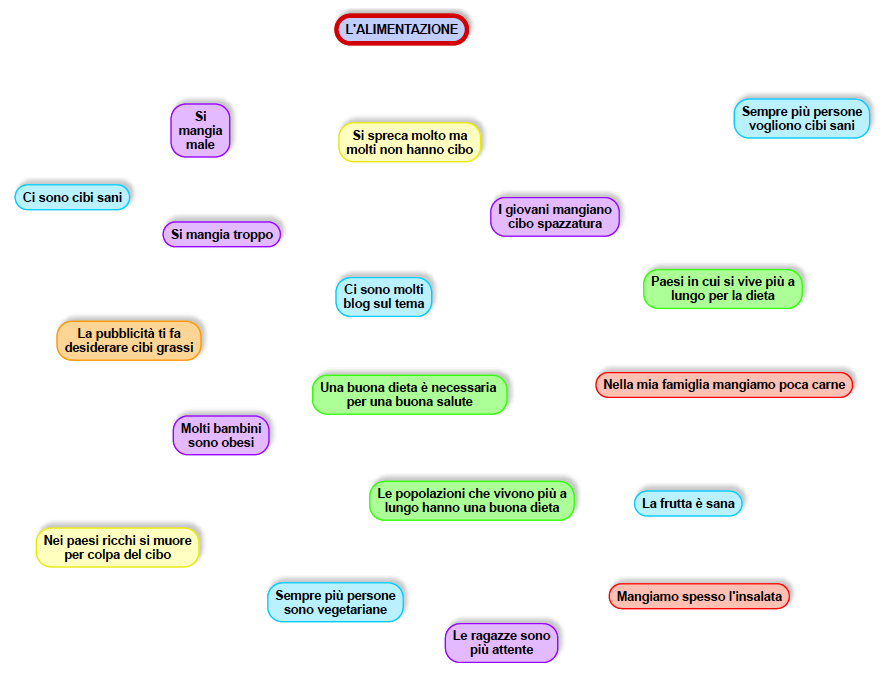 L'ALIMENTAZIONE
Si
mangia
male
Si spreca molto ma
molti non hanno cibo
Sempre più persone
vogliono cibi sani
Ci sono cibi sani
Si mangia troppo
I giovani mangiano
cibo spazzatura
Ci sono molti
blog sul tema
Paesi in cui si vive più a
lungo per la dieta
La pubblicità ti fa
desiderare cibi grassi
Una buona dieta è necessaria
per una buona salute
Nella mia famiglia mangiamo poca carne
Molti bambini
sono obesi
Le popolazioni che vivono più a
lungo hanno una buona dieta
La frutta è sana
Nei paesi ricchi si muore
per colpa del cibo
Sempre più persone
sono vegetariane
Mangiamo spesso l'insalata
Le ragazze sono
più attente